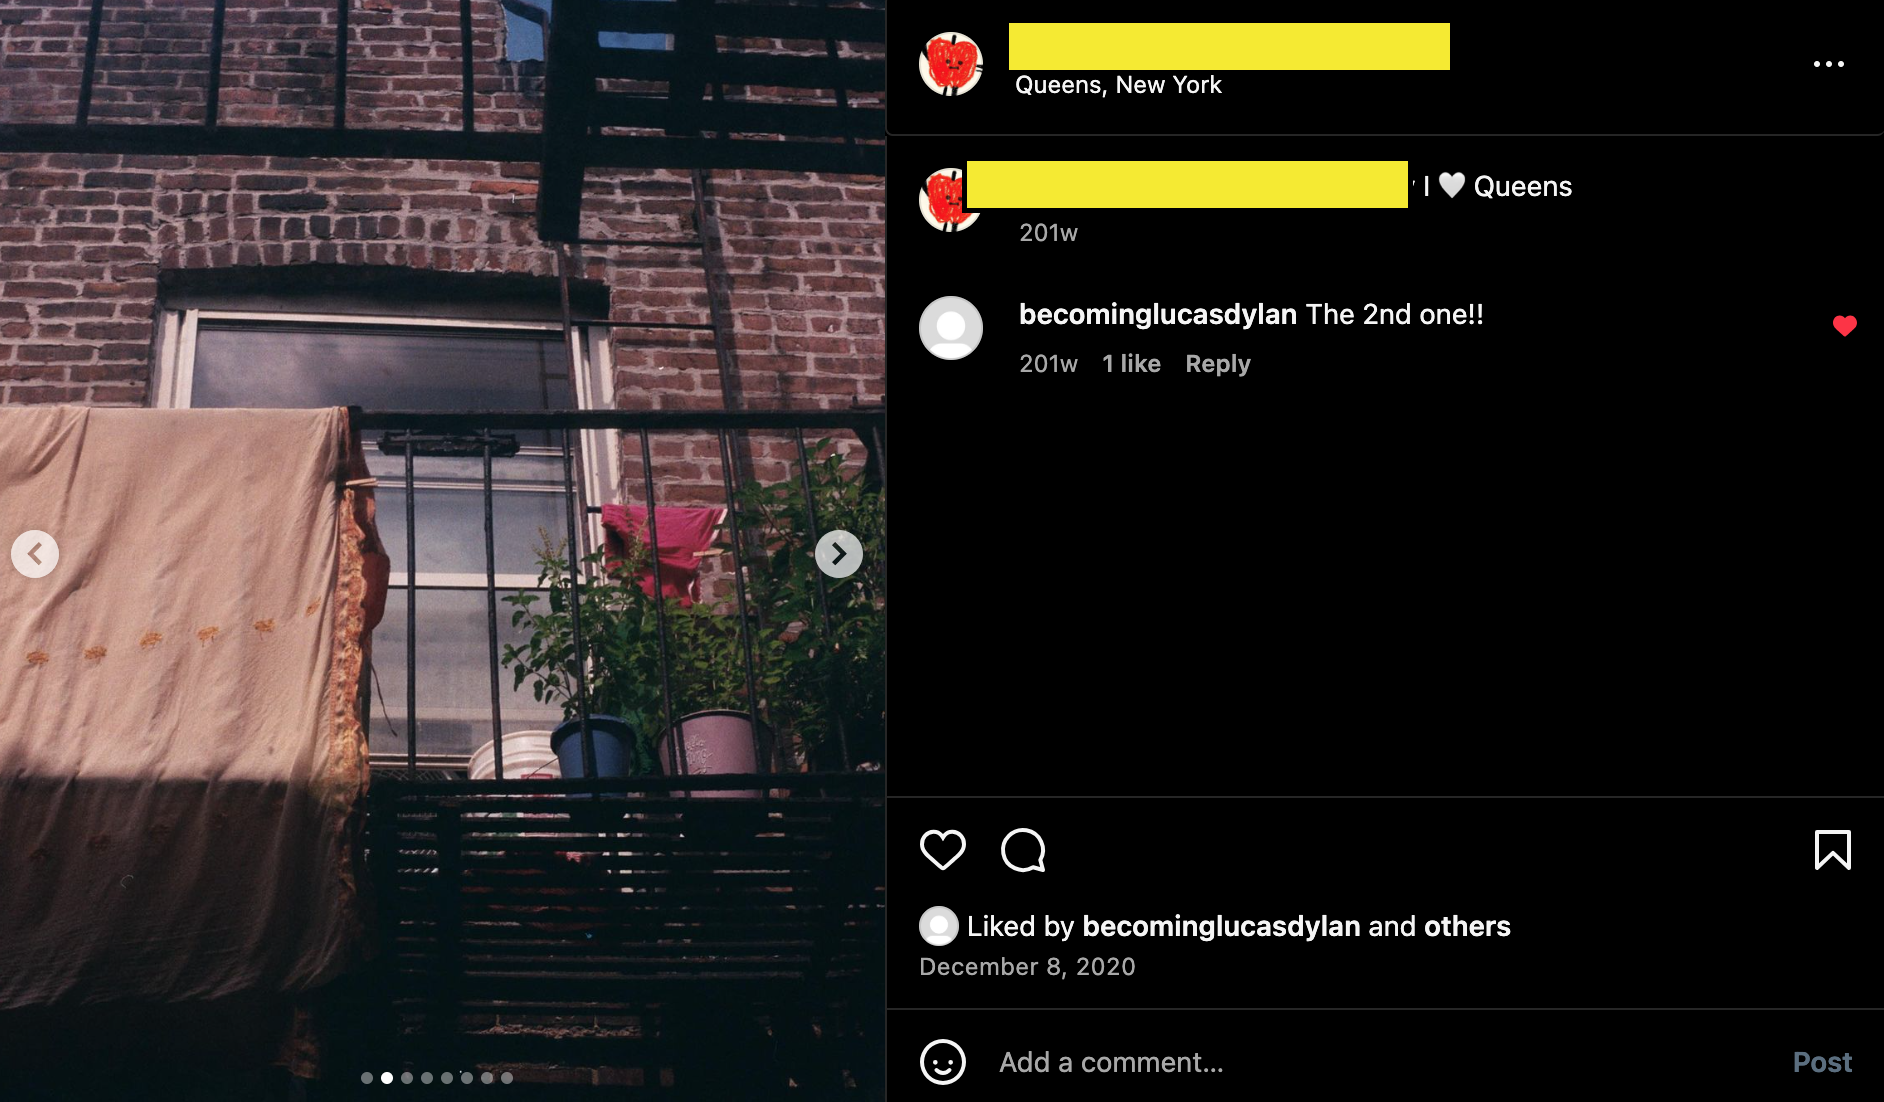 Queens, New York
I 🤍 Queens
201w
becominglucasdylan The 2nd one!!
201w 1 like Reply
Liked by becominglucasdylan and others
December 8, 2020
Add a comment...
Post